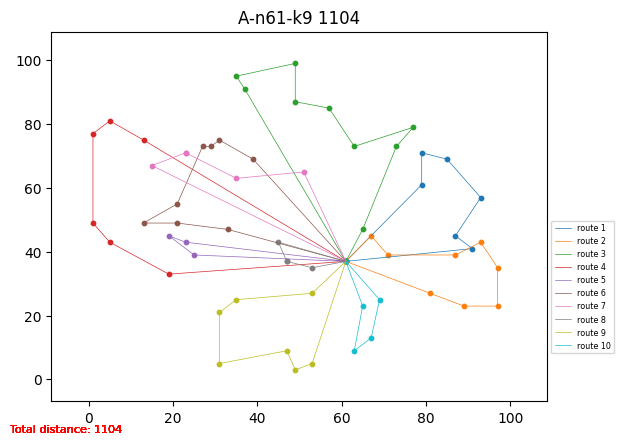 A-n61-k9 1104
100
80
60
40
20
0
0 20 40 60 80 100
route 1
route 2
route 3
route 4
route 5
route 6
route 7
route 8
route 9
route 10
Total distance: 1104